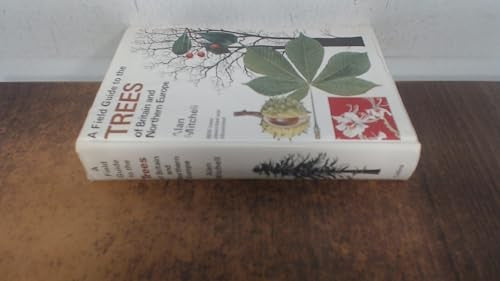 A Field Guide to the
TREES
of Britain and
Northern Europe
Alan
Mitchell
A
Field
Guide
to the
Trees
of Britain
and
Northern
Europe
Alan
Mitchell
Collins